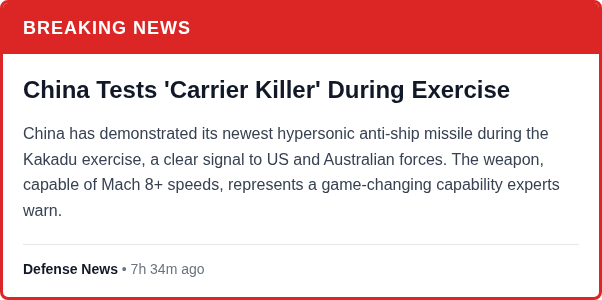 BREAKING NEWS
China Tests 'Carrier Killer' During Exercise
China has demonstrated its newest hypersonic anti-ship missile during the
Kakadu exercise, a clear signal to US and Australian forces. The weapon,
capable of Mach 8+ speeds, represents a game-changing capability experts
warn.
Defense News • 7h 34m ago